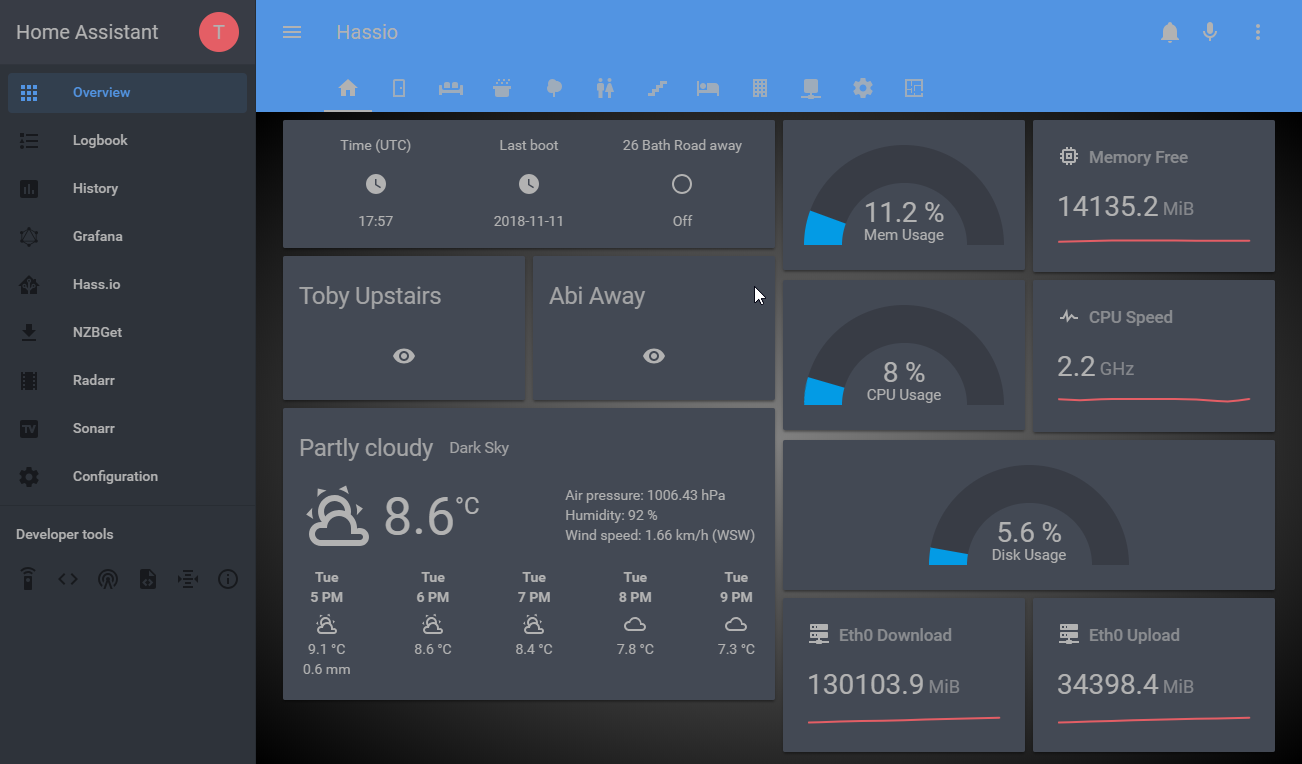 Home Assistant
T
Hassio
Overview
Logbook
History
Grafana
Hass.io
NZBGet
Radarr
TV
Sonarr
Configuration
Developer tools
Time (UTC)
Last boot
26 Bath Road away
17:57
2018-11-11
Off
Toby Upstairs
Abi Away
Partly cloudy
Dark Sky
8.6 °C
Air pressure: 1006.43 hPa
Humidity: 92 %
Wind speed: 1.66 km/h (WSW)
Tue
5 PM
9.1 °C
0.6 mm
Tue
6 PM
8.6 °C
Tue
7 PM
8.4 °C
Tue
8 PM
7.8 °C
Tue
9 PM
7.3 °C
11.2 %
Mem Usage
Memory Free
14135.2 MiB
8 %
CPU Usage
CPU Speed
2.2 GHz
5.6 %
Disk Usage
Eth0 Download
130103.9 MiB
Eth0 Upload
34398.4 MiB